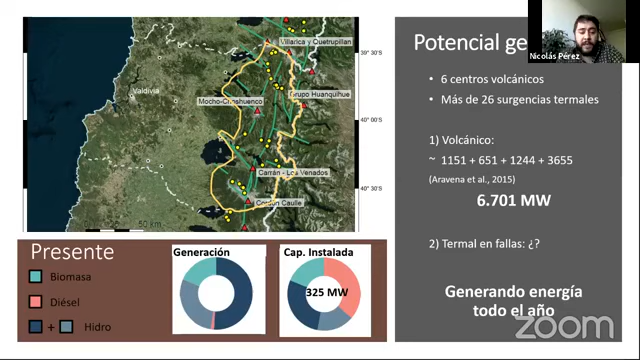 Villarica y Quetrupillan
39° 30'S
Valdivia
Mocho-Choshuenco
Grupo Huanquihue
40° 00'S
Carrán - Los Venados
40° 30'S
Cordón Caulle
50 km
Presente
Biomasa
Diésel
+ Hidro
Generación
Cap. Instalada
325 MW
Potencial
Nicolás Pérez
• 6 centros volcánicos
• Más de 26 surgencias termales
1) Volcánico:
~ 1151 + 651 + 1244 + 3655
(Aravena et al., 2015)
6.701 MW
2) Termal en fallas: ¿?
Generando energía
todo el año
zoom